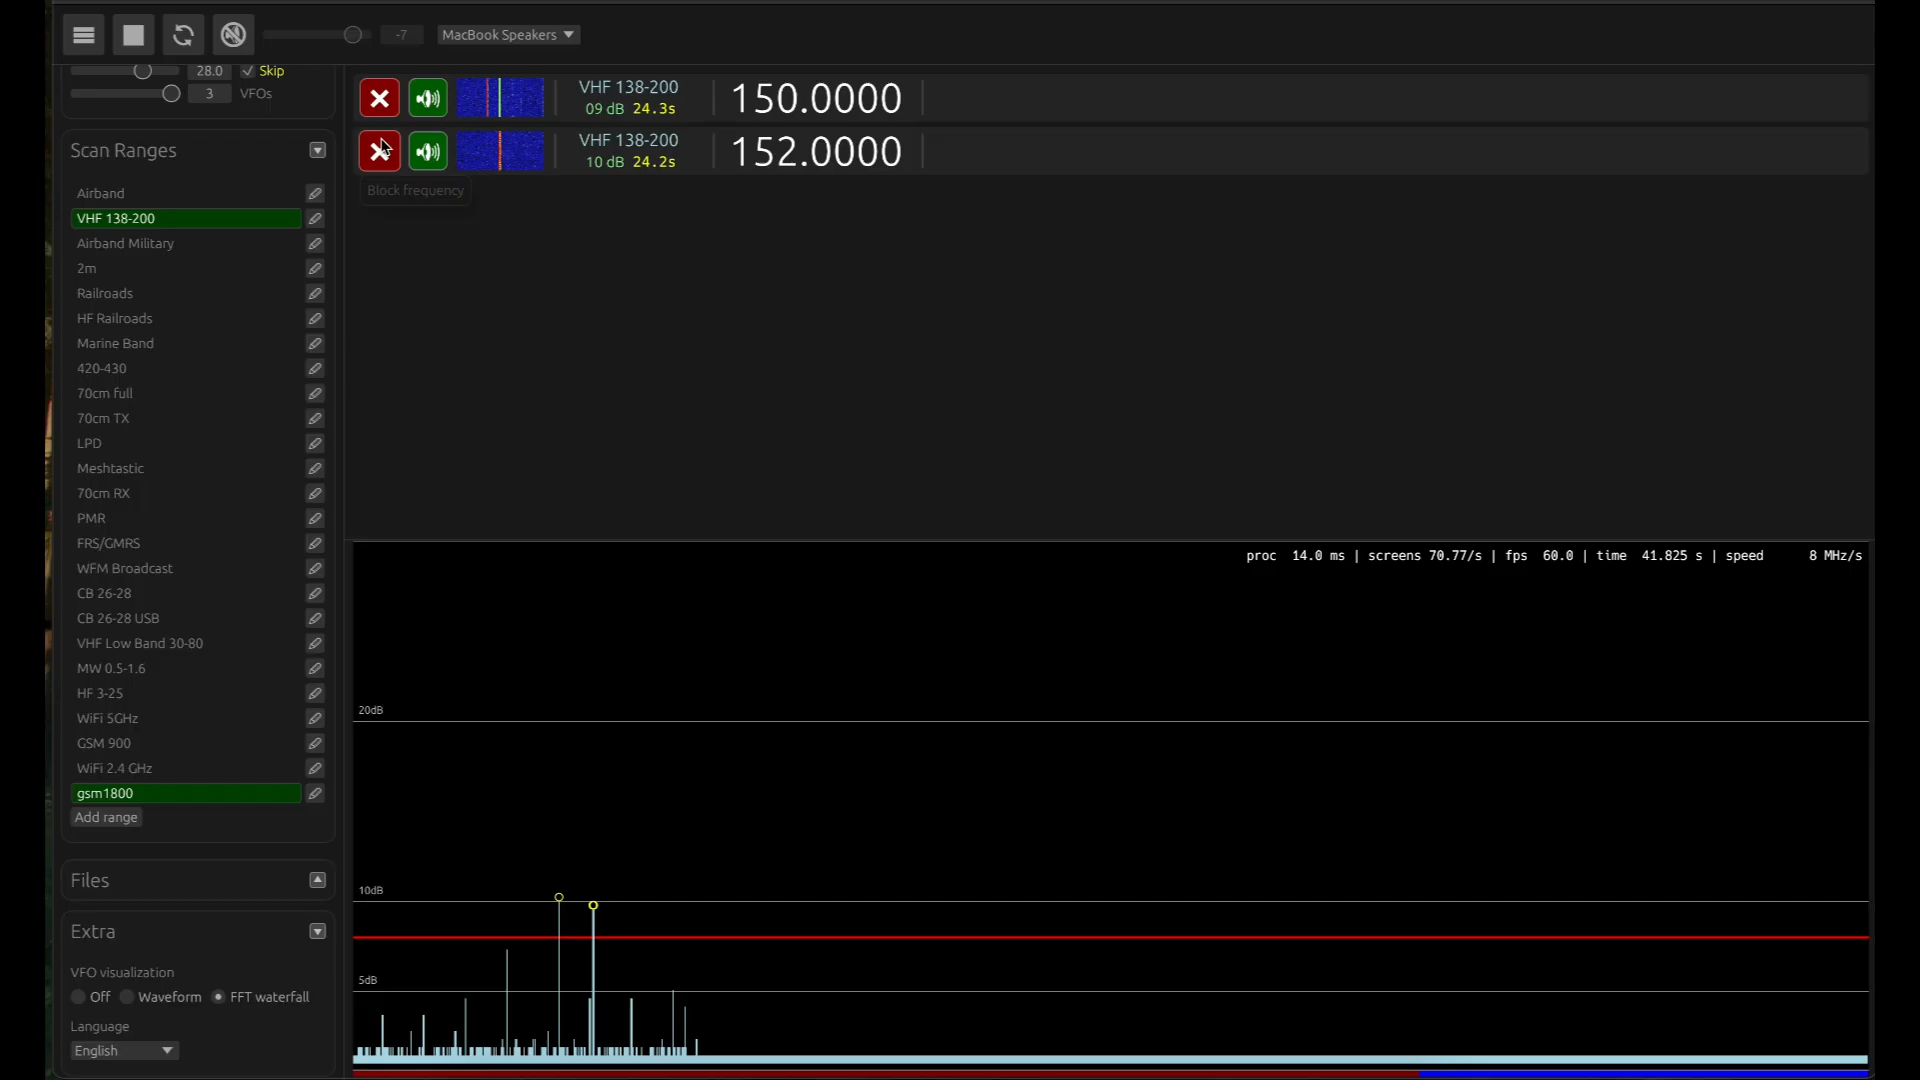 -7
MacBook Speakers
28.0
Skip
3
VFOs
Scan Ranges
Airband
VHF 138-200
Airband Military
2m
Railroads
HF Railroads
Marine Band
420-430
70cm full
70cm TX
LPD
Meshtastic
70cm RX
PMR
FRS/GMRS
WFM Broadcast
CB 26-28
CB 26-28 USB
VHF Low Band 30-80
MW 0.5-1.6
HF 3-25
WiFi 5GHz
GSM 900
WiFi 2.4 GHz
gsm1800
Add range
Files
Extra
VFO visualization
Off Waveform FFT waterfall
Language
English
VHF 138-200
09 dB 24.3s
150.0000
VHF 138-200
10 dB 24.2s
152.0000
Block frequency
proc 14.0 ms | screens 70.77/s | fps 60.0 | time 41.825 s | speed 8 MHz/s
20dB
10dB
5dB